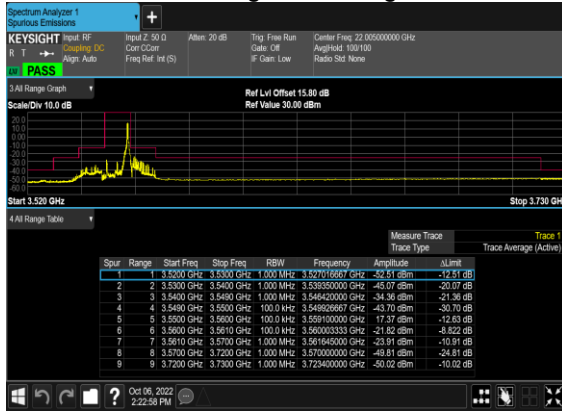 Spectrum Analyzer 1
Spurious Emissions
+
KEYSIGHT Input: RF Input Z: 50 Ω Atten: 20 dB Trig: Free Run Center Freq: 22.005000000 GHz
R T Coupling: DC Corr CCorr Gate: Off Avg|Hold: 100/100
Align: Auto Freq Ref: Int (S) IF Gain: Low Radio Std: None
PASS
3 All Range Graph
Ref Lvl Offset 15.80 dB
Scale/Div 10.0 dB Ref Value 30.00 dBm
20.0
10.0
0.00
-10.0
-20.0
-30.0
-40.0
-50.0
-60.0
Start 3.520 GHz Stop 3.730 GH
4 All Range Table
Measure Trace Trace 1
Trace Type Trace Average (Active)
Spur Range Start Freq Stop Freq RBW Frequency Amplitude ΔLimit
1 1 3.5200 GHz 3.5300 GHz 1.000 MHz 3.527016667 GHz -52.51 dBm -12.51 dB
2 2 3.5300 GHz 3.5400 GHz 1.000 MHz 3.539350000 GHz -45.07 dBm -20.07 dB
3 3 3.5400 GHz 3.5490 GHz 1.000 MHz 3.546420000 GHz -34.36 dBm -21.36 dB
4 4 3.5490 GHz 3.5500 GHz 100.0 kHz 3.549926667 GHz -43.70 dBm -30.70 dB
5 5 3.5500 GHz 3.5600 GHz 100.0 kHz 3.559100000 GHz 17.37 dBm -12.63 dB
6 6 3.5600 GHz 3.5610 GHz 100.0 kHz 3.560003333 GHz -21.82 dBm -8.822 dB
7 7 3.5610 GHz 3.5700 GHz 1.000 MHz 3.561645000 GHz -23.91 dBm -10.91 dB
8 8 3.5700 GHz 3.7200 GHz 1.000 MHz 3.570000000 GHz -49.81 dBm -24.81 dB
9 9 3.7200 GHz 3.7300 GHz 1.000 MHz 3.723400000 GHz -50.02 dBm -10.02 dB
? Oct 06, 2022
2:22:58 PM